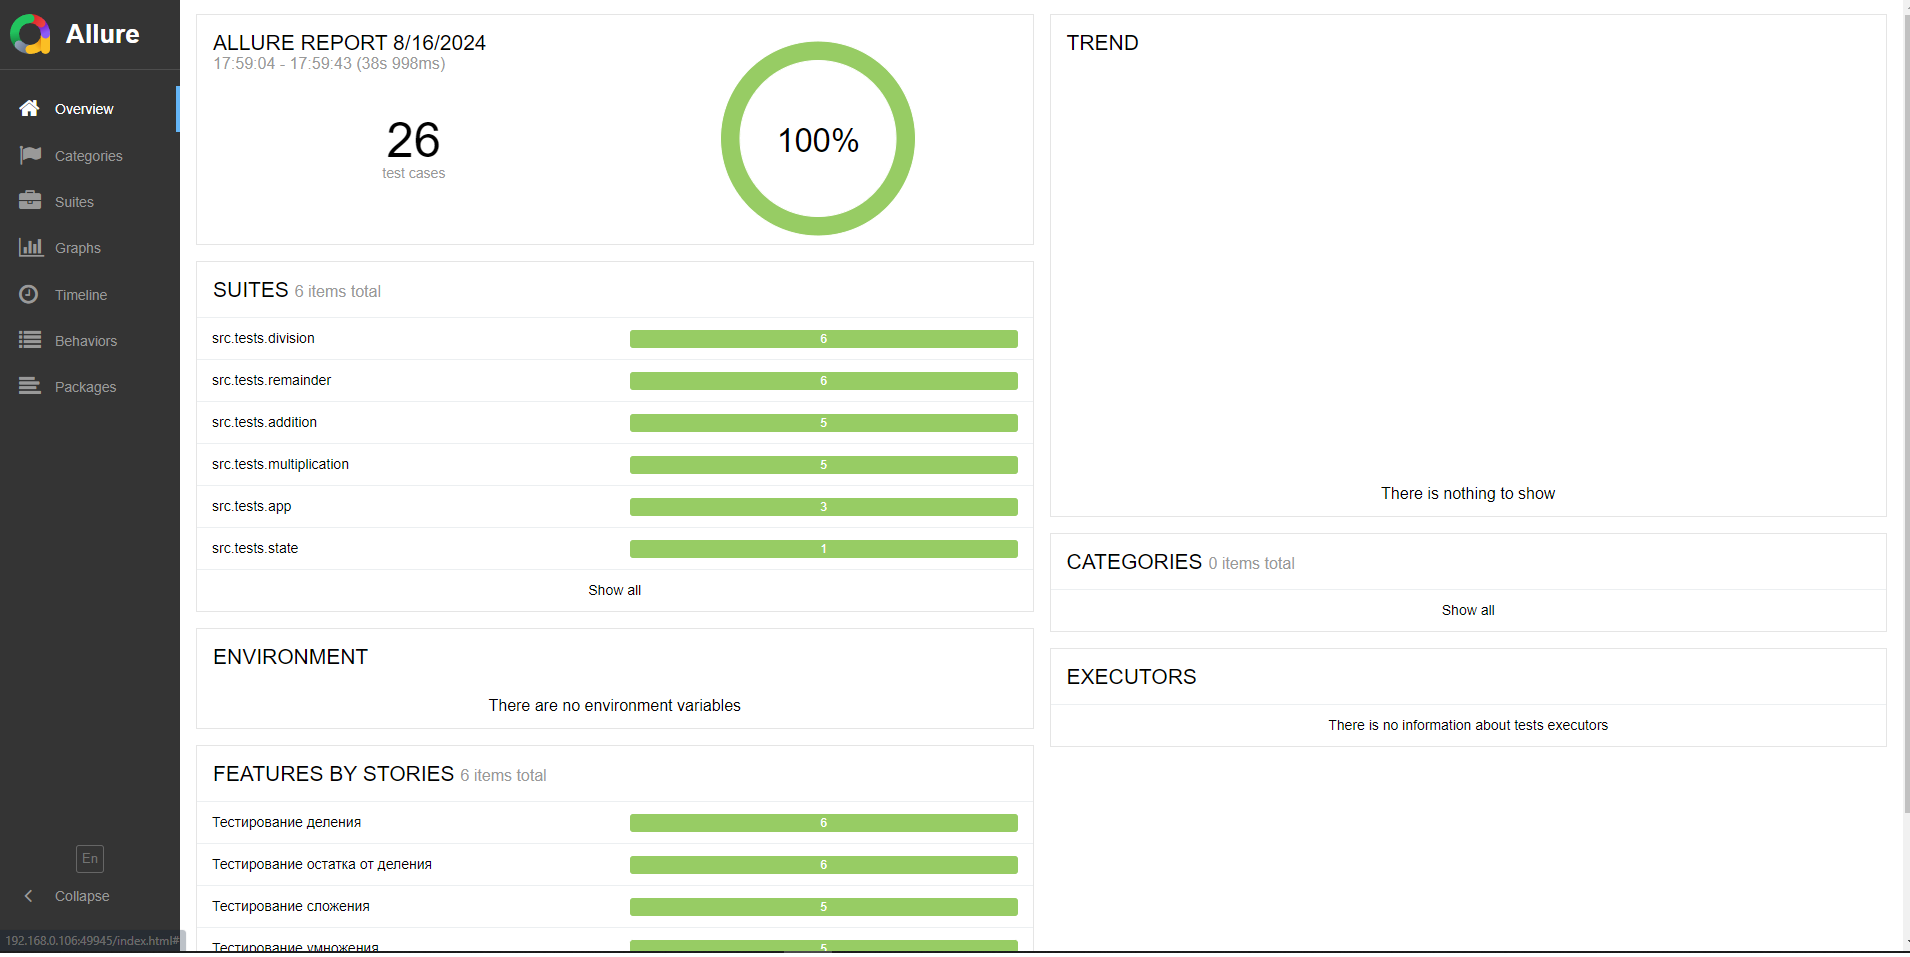 Allure
Overview
Categories
Suites
Graphs
Timeline
Behaviors
Packages
En
Collapse
192.168.0.106:49945/index.html#
ALLURE REPORT 8/16/2024
17:59:04 - 17:59:43 (38s 998ms)
26
test cases
100%
SUITES 6 items total
src.tests.division 6
src.tests.remainder 6
src.tests.addition 5
src.tests.multiplication 5
src.tests.app 3
src.tests.state 1
Show all
ENVIRONMENT
There are no environment variables
FEATURES BY STORIES 6 items total
Тестирование деления 6
Тестирование остатка от деления 6
Тестирование сложения 5
Тестирование умножения 5
TREND
There is nothing to show
CATEGORIES 0 items total
Show all
EXECUTORS
There is no information about tests executors